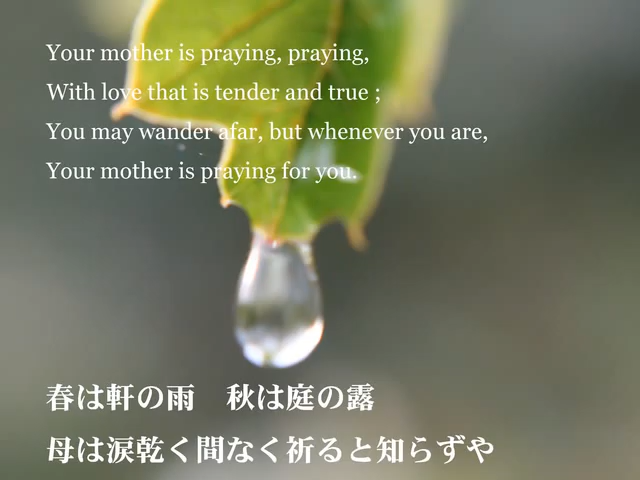 Your mother is praying, praying,
With love that is tender and true ;
You may wander afar, but whenever you are,
Your mother is praying for you.
春は軒の雨　秋は庭の露
母は涙乾く間なく祈ると知らずや